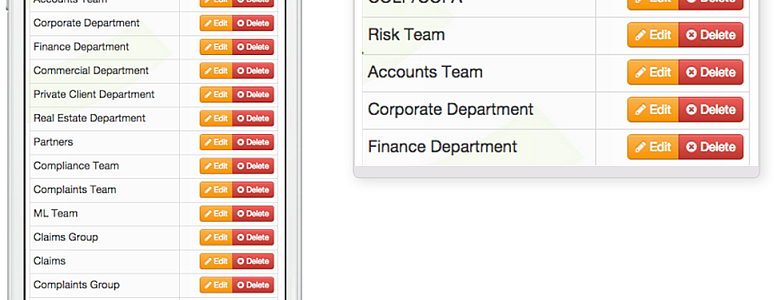 Accounts Team Edit Delete
Corporate Department Edit Delete
Finance Department Edit Delete
Commercial Department Edit Delete
Private Client Department Edit Delete
Real Estate Department Edit Delete
Partners Edit Delete
Compliance Team Edit Delete
Complaints Team Edit Delete
ML Team Edit Delete
Claims Group Edit Delete
Claims Edit Delete
Complaints Group Edit Delete
Edit Delete
Risk Team Edit Delete
Accounts Team Edit Delete
Corporate Department Edit Delete
Finance Department Edit Delete